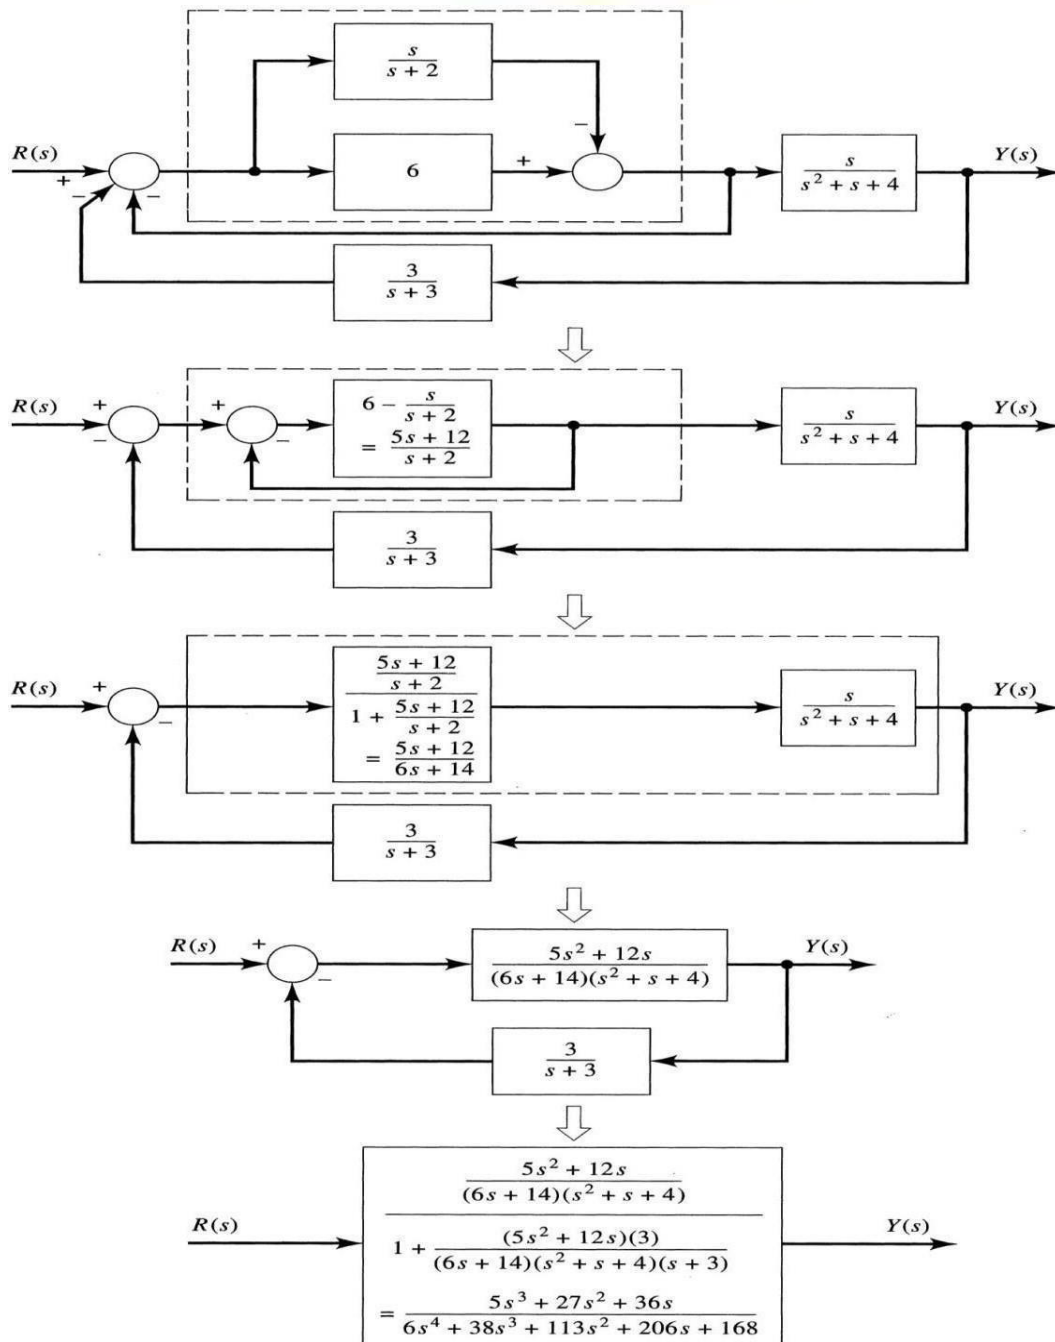 s
s + 2
−
R(s)
+
−
−
6
+
s
s² + s + 4
Y(s)
3
s + 3
R(s)
+
−
+
−
6 − s
s + 2
= 5s + 12
s + 2
s
s² + s + 4
Y(s)
3
s + 3
R(s)
+
−
5s + 12
s + 2
1 + 5s + 12
s + 2
= 5s + 12
6s + 14
s
s² + s + 4
Y(s)
3
s + 3
R(s)
+
−
5s² + 12s
(6s + 14)(s² + s + 4)
Y(s)
3
s + 3
R(s)
5s² + 12s
(6s + 14)(s² + s + 4)
1 + (5s² + 12s)(3)
(6s + 14)(s² + s + 4)(s + 3)
= 5s³ + 27s² + 36s
6s⁴ + 38s³ + 113s² + 206s + 168
Y(s)